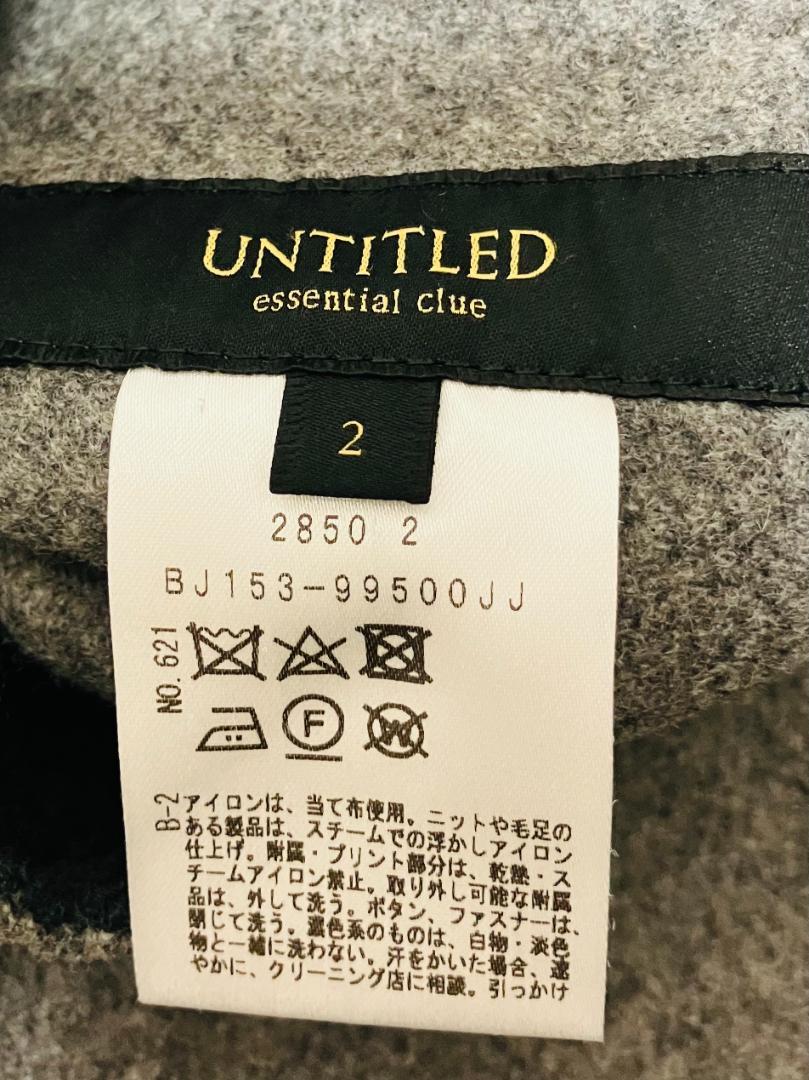 UNTITLED
essential clue
2
2850 2
BJ153-99500JJ
NO. 621
F
W
B-2
アイロンは、当て布使用。ニットや毛足の
ある製品は、スチームでの浮かしアイロン
仕上げ。附属・プリント部分は、乾熱・ス
チームアイロン禁止。取り外し可能な附属
品は、外して洗う。ボタン、ファスナーは、
閉じて洗う。濃色系のものは、白物・淡色
物と一緒に洗わない。汗をかいた場合、速
やかに、クリーニング店に相談。引っかけ